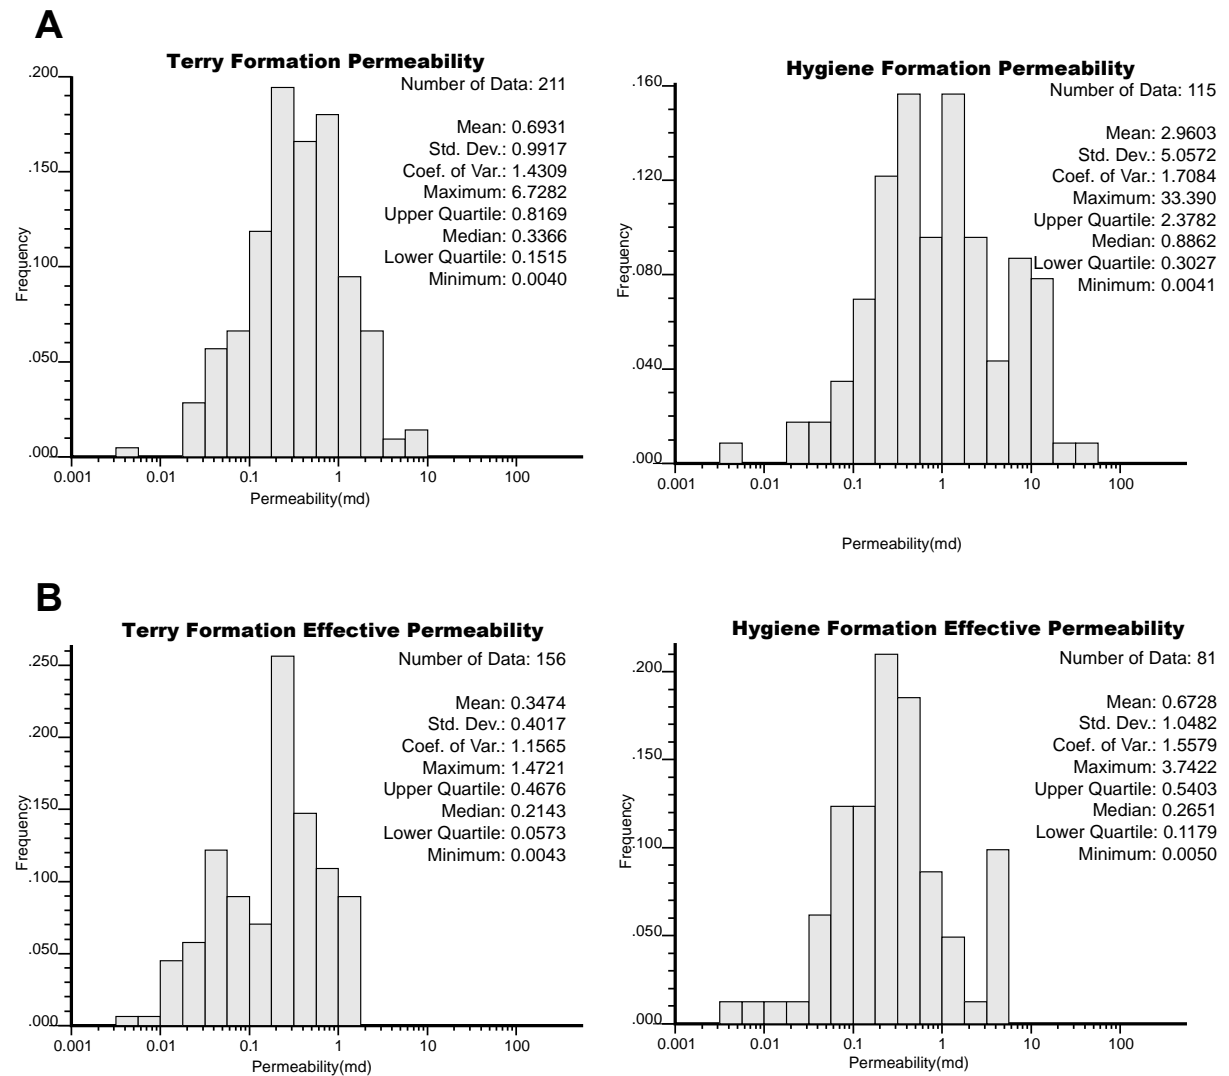 A
Terry Formation Permeability
Number of Data: 211
Mean: 0.6931
Std. Dev.: 0.9917
Coef. of Var.: 1.4309
Maximum: 6.7282
Upper Quartile: 0.8169
Median: 0.3366
Lower Quartile: 0.1515
Minimum: 0.0040
Frequency
.200
.150
.100
.050
.000
0.001 0.01 0.1 1 10 100
Permeability(md)
Hygiene Formation Permeability
Number of Data: 115
Mean: 2.9603
Std. Dev.: 5.0572
Coef. of Var.: 1.7084
Maximum: 33.390
Upper Quartile: 2.3782
Median: 0.8862
Lower Quartile: 0.3027
Minimum: 0.0041
Frequency
.160
.120
.080
.040
.000
0.001 0.01 0.1 1 10 100
Permeability(md)
B
Terry Formation Effective Permeability
Number of Data: 156
Mean: 0.3474
Std. Dev.: 0.4017
Coef. of Var.: 1.1565
Maximum: 1.4721
Upper Quartile: 0.4676
Median: 0.2143
Lower Quartile: 0.0573
Minimum: 0.0043
Frequency
.250
.200
.150
.100
.050
.000
0.001 0.01 0.1 1 10 100
Permeability(md)
Hygiene Formation Effective Permeability
Number of Data: 81
Mean: 0.6728
Std. Dev.: 1.0482
Coef. of Var.: 1.5579
Maximum: 3.7422
Upper Quartile: 0.5403
Median: 0.2651
Lower Quartile: 0.1179
Minimum: 0.0050
Frequency
.200
.150
.100
.050
.000
0.001 0.01 0.1 1 10 100
Permeability(md)